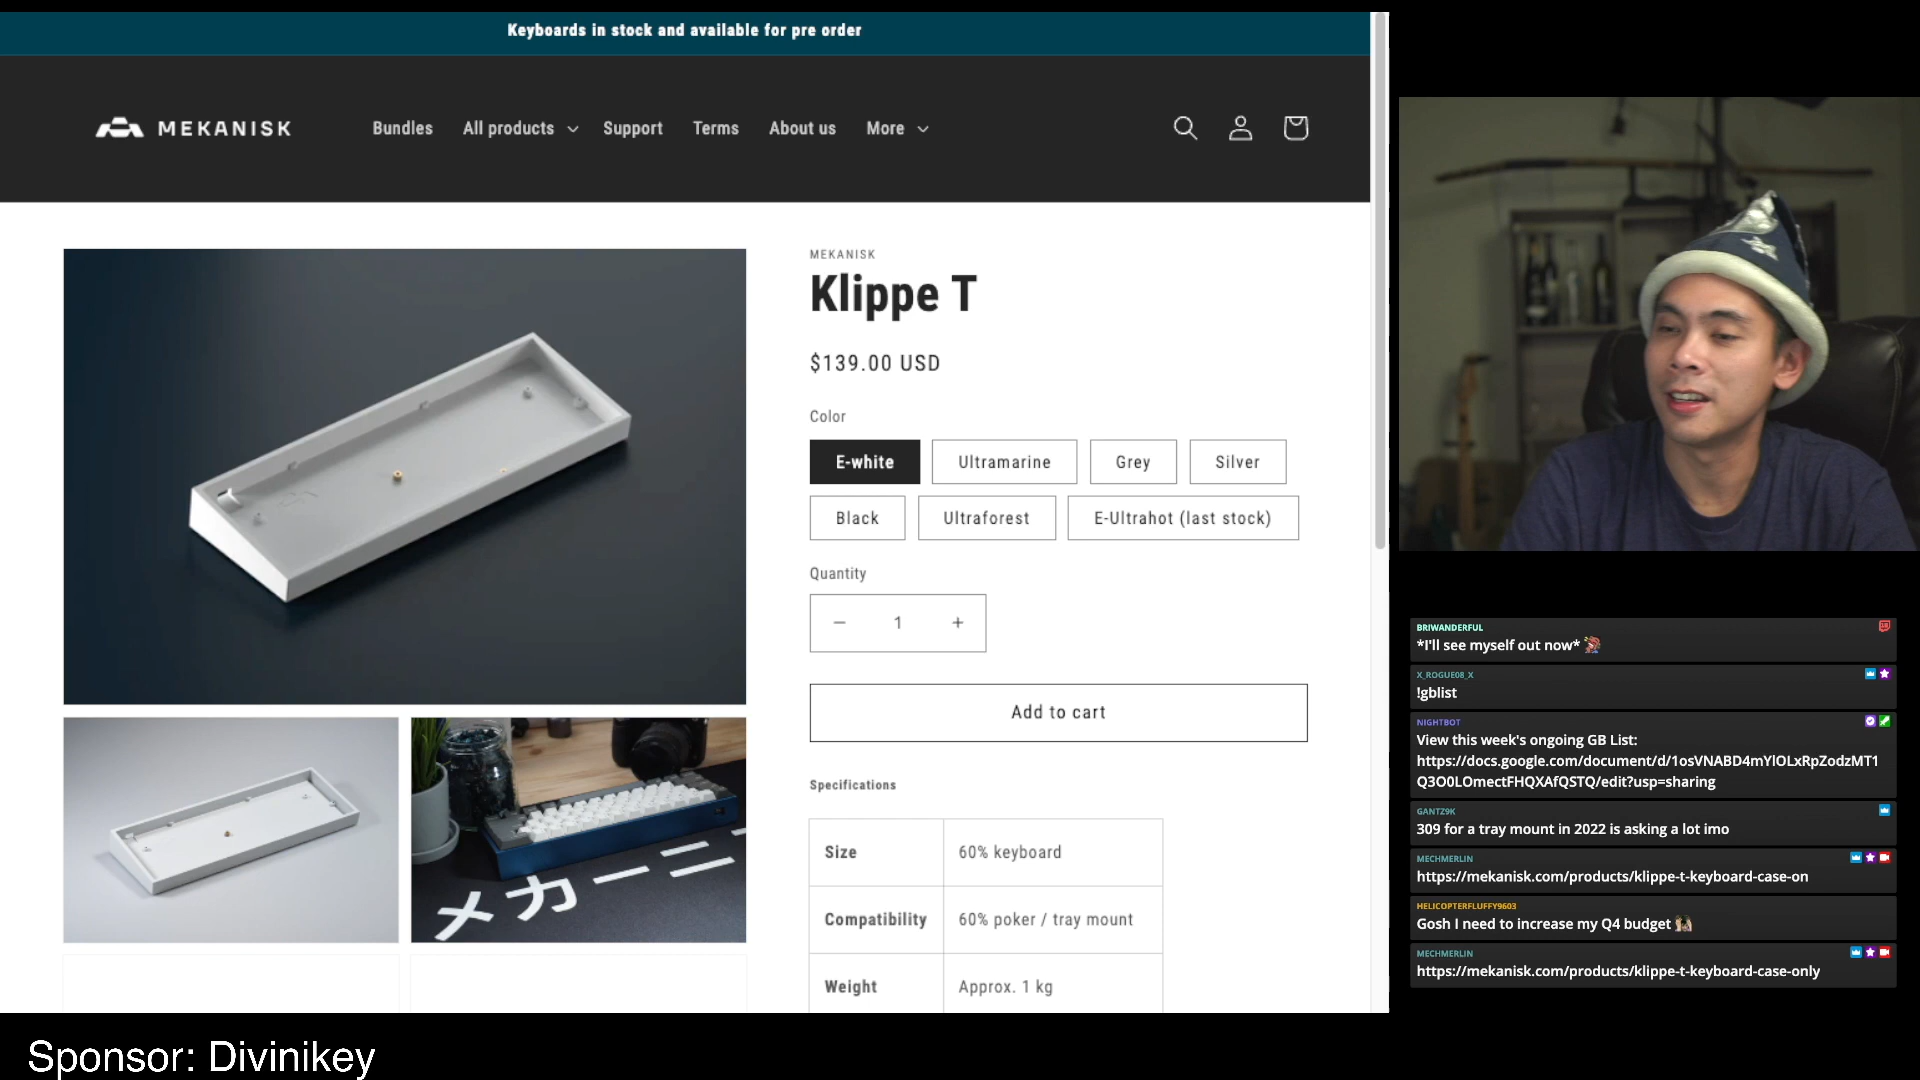 Keyboards in stock and available for pre order
MEKANISK
Bundles
All products
Support
Terms
About us
More
MEKANISK
Klippe T
$139.00 USD
Color
E-white
Ultramarine
Grey
Silver
Black
Ultraforest
E-Ultrahot (last stock)
Quantity
− 1 +
Add to cart
Specifications
Size 60% keyboard
Compatibility 60% poker / tray mount
Weight Approx. 1 kg
メカーニ
BRIWANDERFUL
*I'll see myself out now*
X_ROGUE08_X
!gblist
NIGHTBOT
View this week's ongoing GB List:
https://docs.google.com/document/d/1osVNABD4mYlOLxRpZodzMT1
Q3O0LOmectFHQXAfQSTQ/edit?usp=sharing
GANTZ9K
309 for a tray mount in 2022 is asking a lot imo
MECHMERLIN
https://mekanisk.com/products/klippe-t-keyboard-case-on
HELICOPTERFLUFFY9603
Gosh I need to increase my Q4 budget
MECHMERLIN
https://mekanisk.com/products/klippe-t-keyboard-case-only
Sponsor: Divinikey